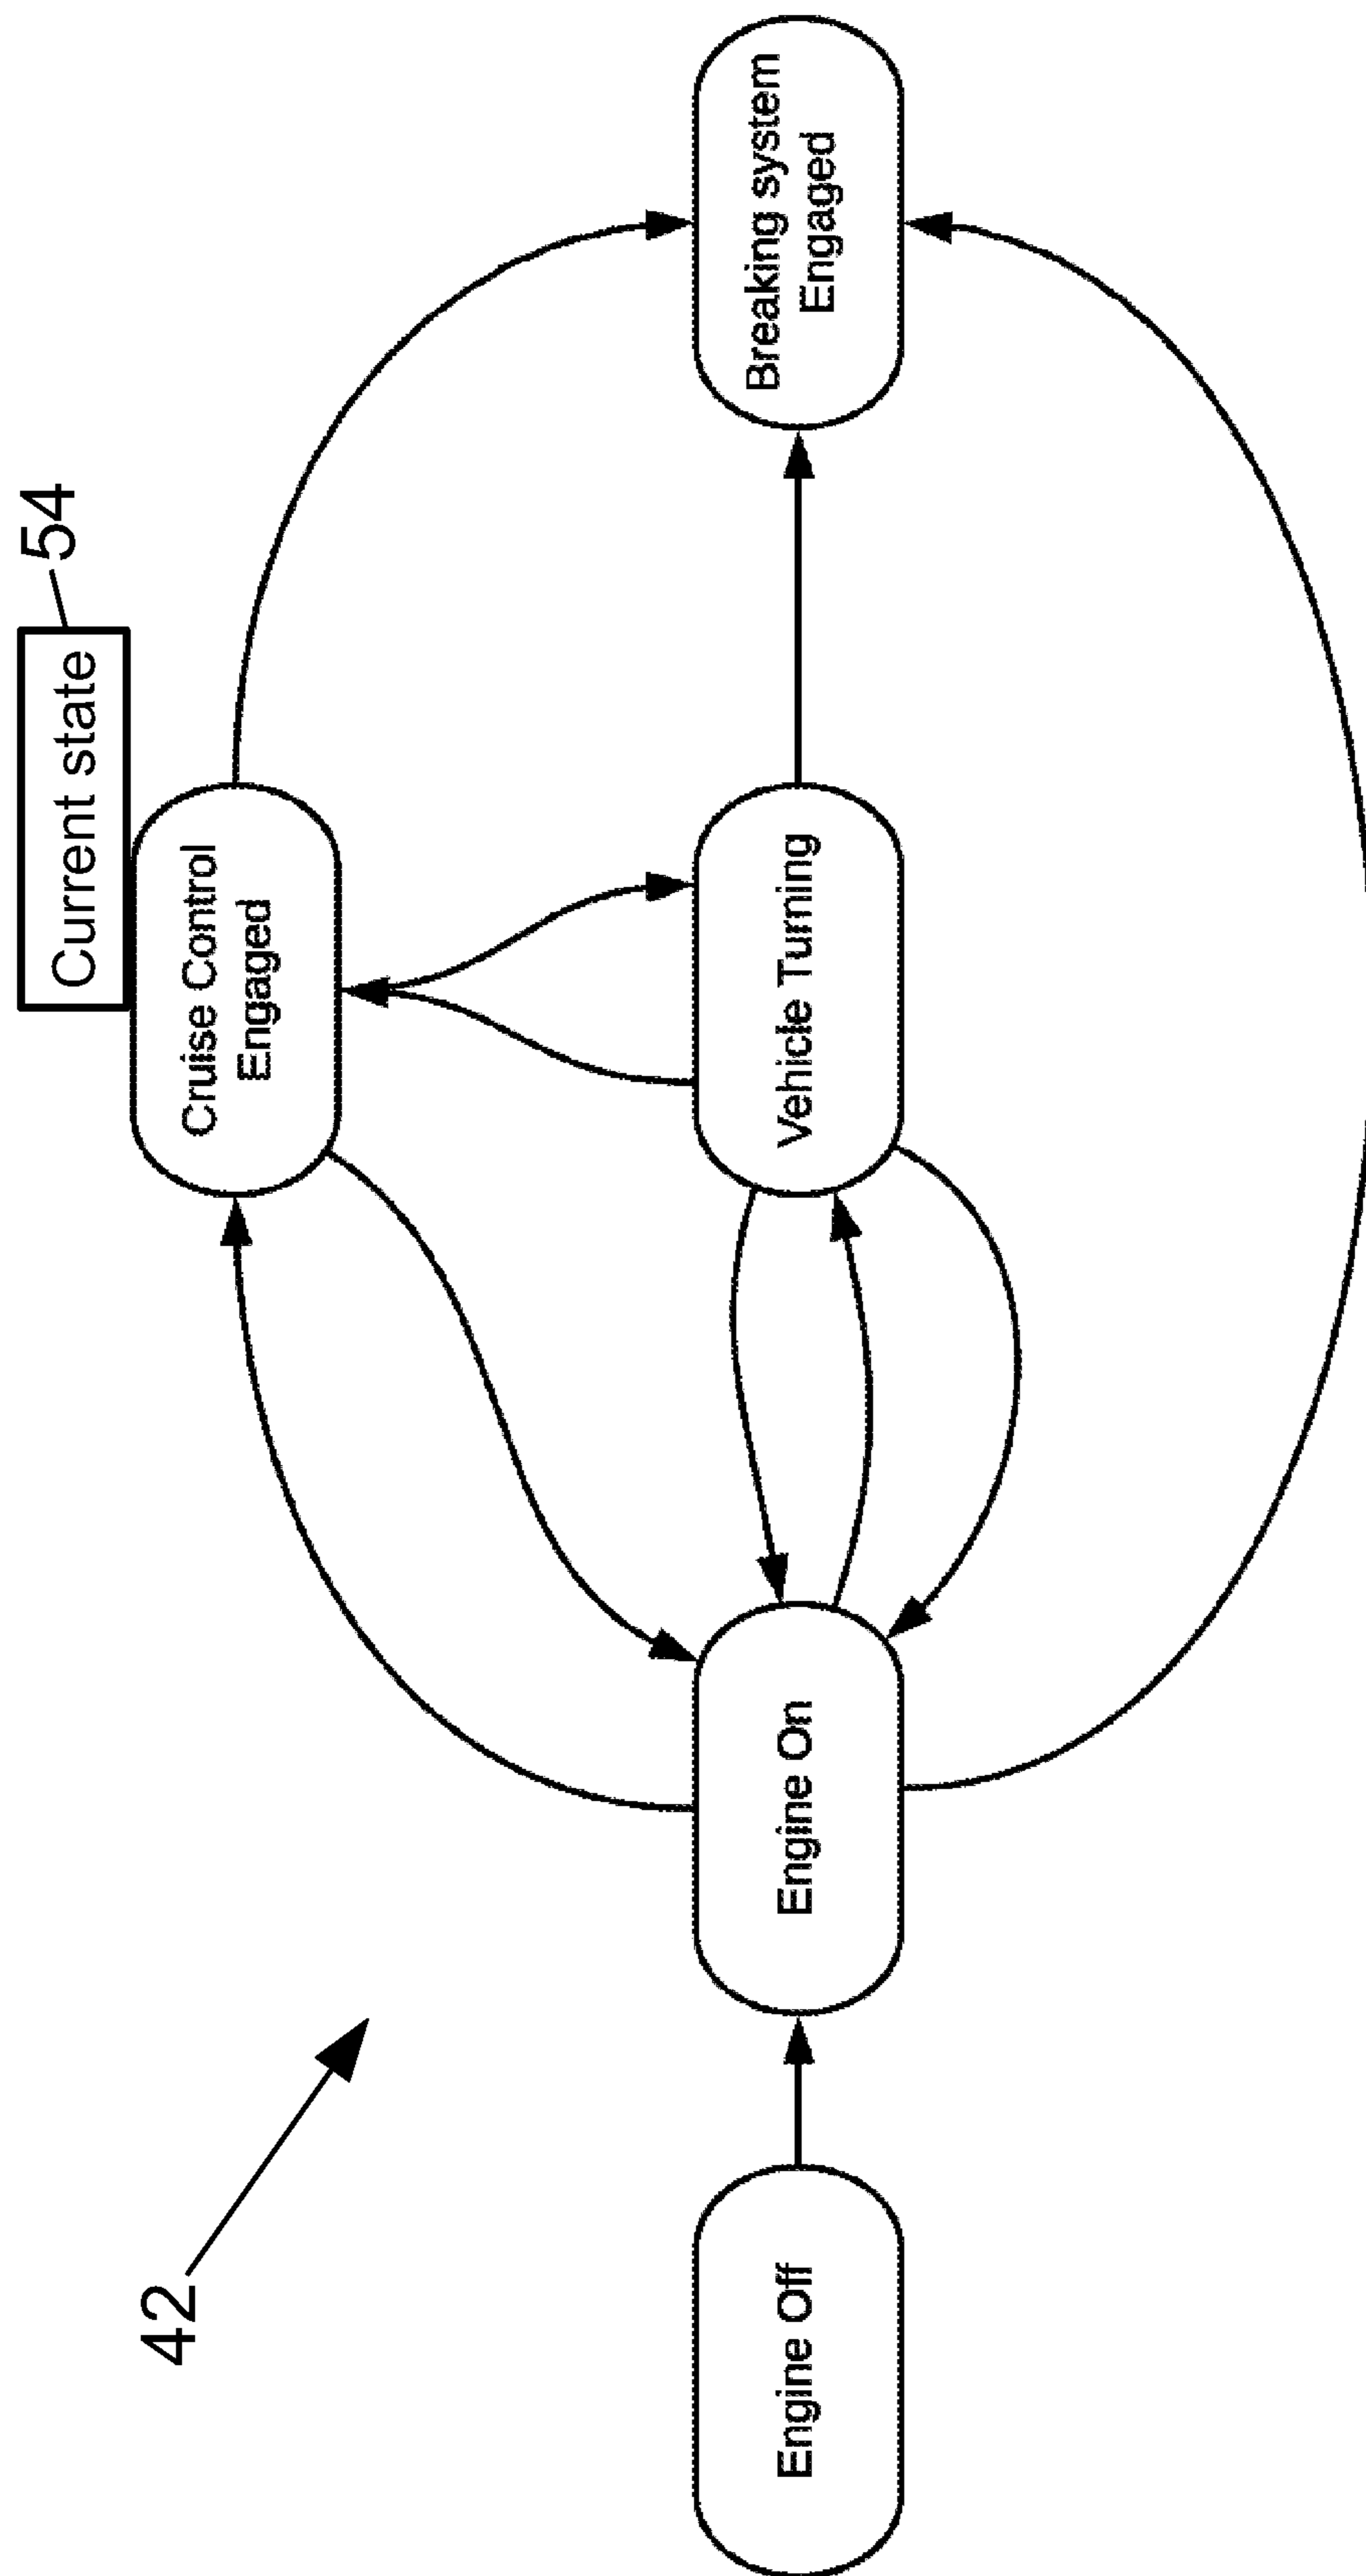 42
Current state
54
Cruise Control
Engaged
Engine Off
Engine On
Vehicle Turning
Breaking system
Engaged